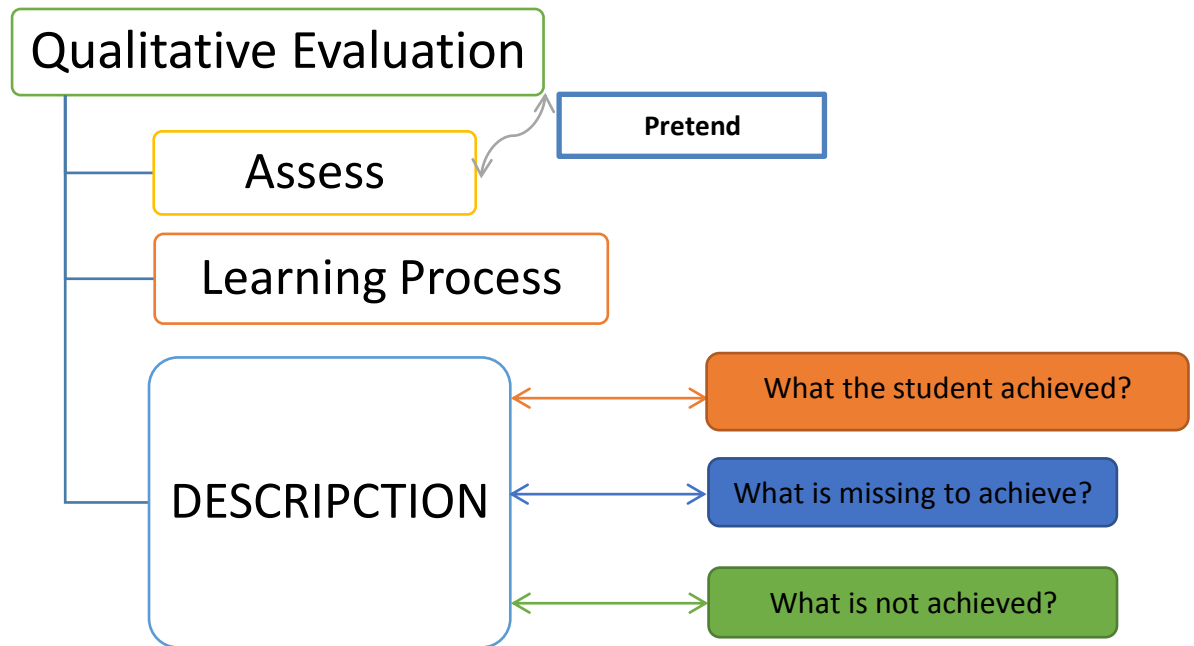 Qualitative Evaluation
Pretend
Assess
Learning Process
What the student achieved?
DESCRIPCTION
What is missing to achieve?
What is not achieved?